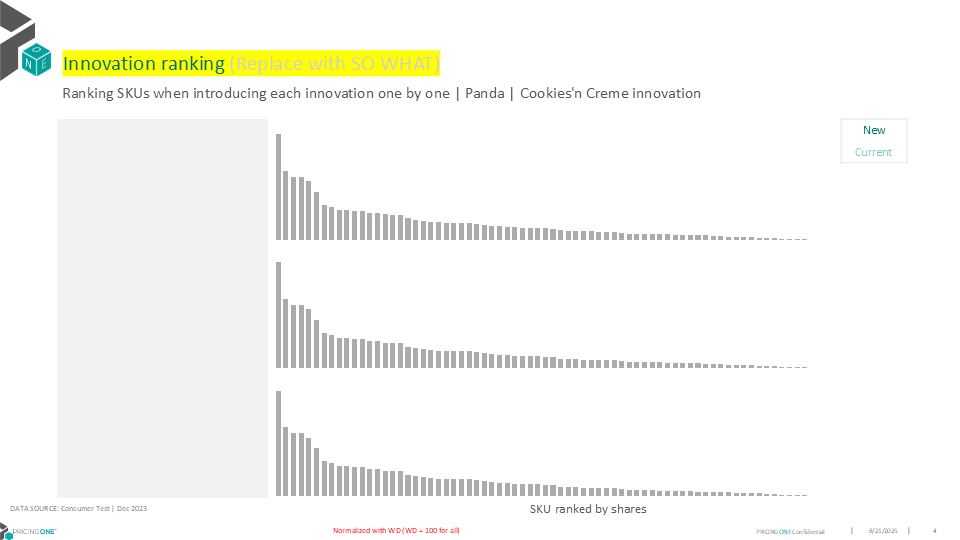 Innovation ranking (Replace with SO WHAT)
Ranking SKUs when introducing each innovation one by one | Panda | Cookies'n Creme innovation
New
Current
SKU ranked by shares
DATA SOURCE: Consumer Test | Dec 2023
O
N E
PRICINGONE
Normalized with WD (WD = 100 for all)
PRICINGONE Confidential | 8/21/2025 | 4